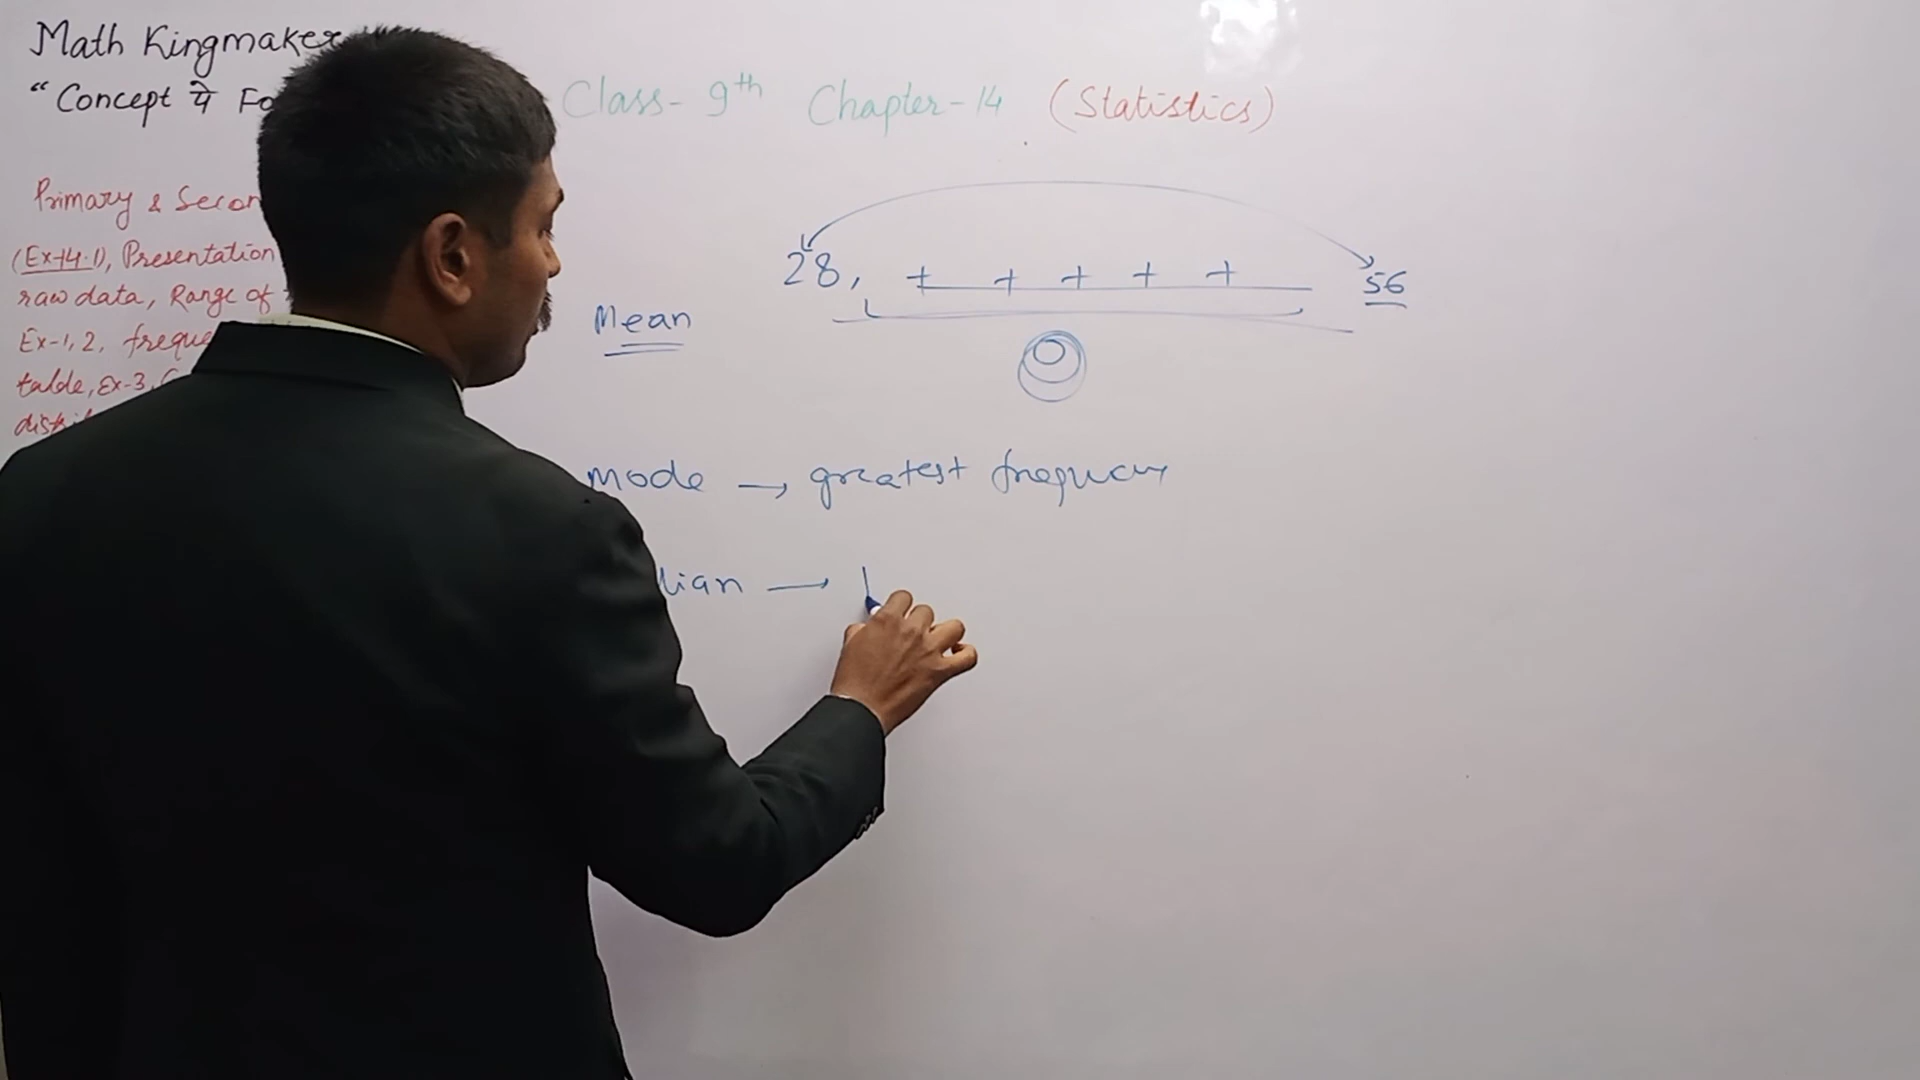 Math Kingmaker
“Concept पे Fo
Class - 9th Chapter - 14 (Statistics)
Primary & Secon
(Ex-14.1), Presentation
raw data, Range of
Ex-1, 2, freque
table, Ex-3,
distri
28, + + + + + 56
Mean
Mode → greatest frequency
dian →